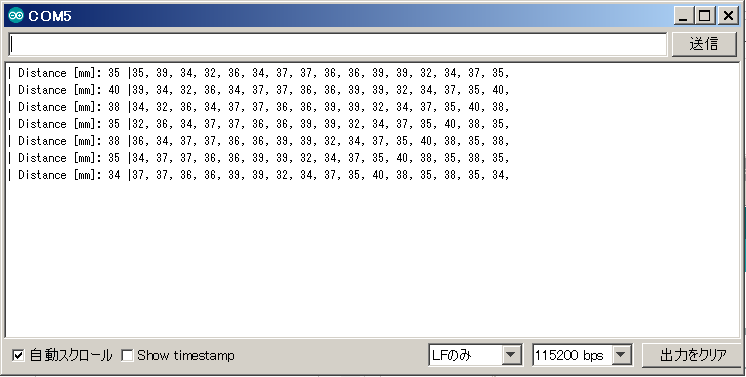 COM5
送信
| Distance [mm]: 35 |35, 39, 34, 32, 36, 34, 37, 37, 36, 36, 39, 39, 32, 34, 37, 35,
| Distance [mm]: 40 |39, 34, 32, 36, 34, 37, 37, 36, 36, 39, 39, 32, 34, 37, 35, 40,
| Distance [mm]: 38 |34, 32, 36, 34, 37, 37, 36, 36, 39, 39, 32, 34, 37, 35, 40, 38,
| Distance [mm]: 35 |32, 36, 34, 37, 37, 36, 36, 39, 39, 32, 34, 37, 35, 40, 38, 35,
| Distance [mm]: 38 |36, 34, 37, 37, 36, 36, 39, 39, 32, 34, 37, 35, 40, 38, 35, 38,
| Distance [mm]: 35 |34, 37, 37, 36, 36, 39, 39, 32, 34, 37, 35, 40, 38, 35, 38, 35,
| Distance [mm]: 34 |37, 37, 36, 36, 39, 39, 32, 34, 37, 35, 40, 38, 35, 38, 35, 34,
自動スクロール Show timestamp LFのみ 115200 bps 出力をクリア